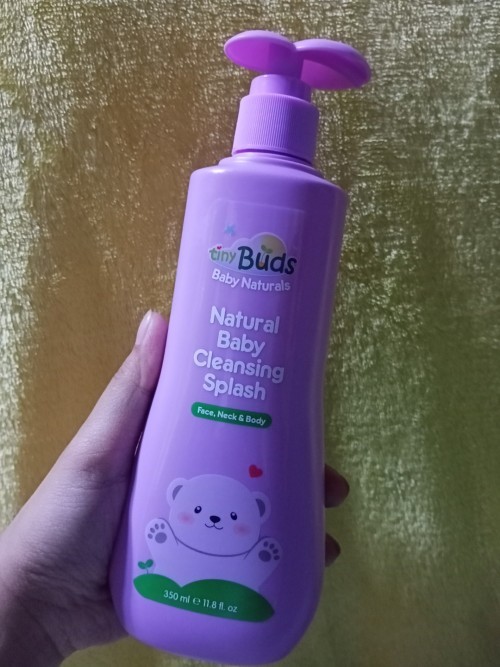 tiny Buds
Baby Naturals
Natural
Baby
Cleansing
Splash
Face, Neck & Body
350 ml ℮ 11.8 fl. oz